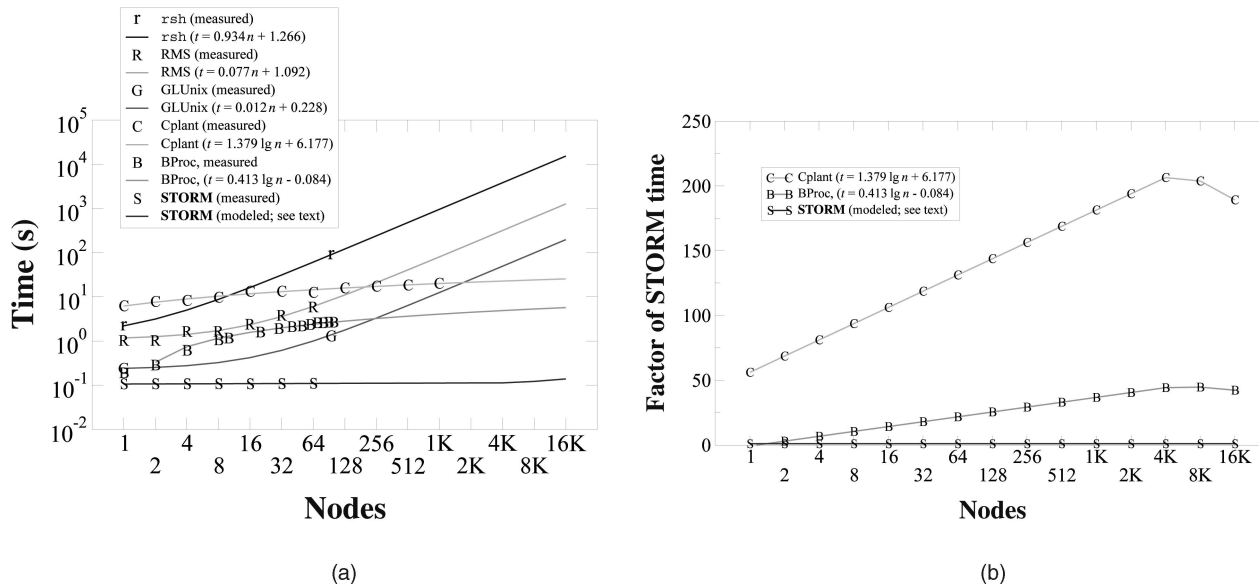 r rsh (measured)
rsh (t = 0.934n + 1.266)
R RMS (measured)
RMS (t = 0.077n + 1.092)
G GLUnix (measured)
GLUnix (t = 0.012n + 0.228)
C Cplant (measured)
Cplant (t = 1.379 lg n + 6.177)
B BProc, measured
BProc, (t = 0.413 lg n - 0.084)
S STORM (measured)
STORM (modeled; see text)
Time (s)
10^5
10^4
10^3
10^2
10^1
10^0
10^-1
10^-2
1 4 16 64 256 1K 4K 16K
2 8 32 128 512 2K 8K
Nodes
(a)
C C Cplant (t = 1.379 lg n + 6.177)
B B BProc, (t = 0.413 lg n - 0.084)
S S STORM (modeled; see text)
Factor of STORM time
250
200
150
100
50
0
1 4 16 64 256 1K 4K 16K
2 8 32 128 512 2K 8K
Nodes
(b)